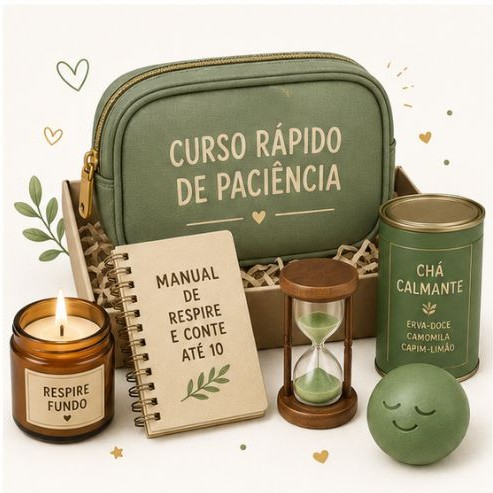 CURSO RÁPIDO
DE PACIÊNCIA
MANUAL
DE
RESPIRE
E CONTE
ATÉ 10
RESPIRE
FUNDO
CHÁ
CALMANTE
ERVA-DOCE
CAMOMILA
CAPIM-LIMÃO